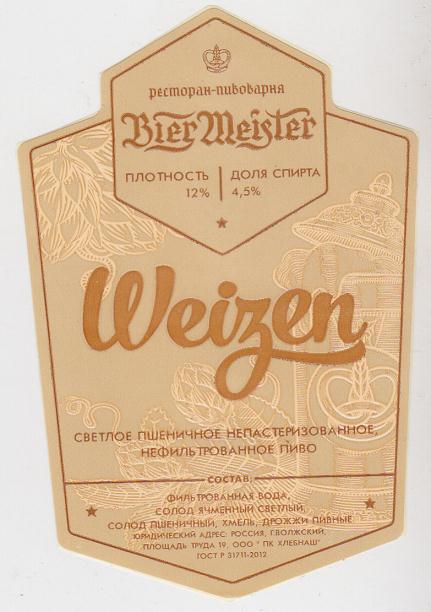 ресторан-пивоварня
Bier Meister
ПЛОТНОСТЬ | ДОЛЯ СПИРТА
12% | 4,5%
Weizen
СВЕТЛОЕ ПШЕНИЧНОЕ НЕПАСТЕРИЗОВАННОЕ,
НЕФИЛЬТРОВАННОЕ ПИВО
СОСТАВ:
ФИЛЬТРОВАННАЯ ВОДА,
СОЛОД ЯЧМЕННЫЙ СВЕТЛЫЙ,
СОЛОД ПШЕНИЧНЫЙ, ХМЕЛЬ, ДРОЖЖИ ПИВНЫЕ
ЮРИДИЧЕСКИЙ АДРЕС: РОССИЯ, Г.ВОЛЖСКИЙ,
ПЛОЩАДЬ ТРУДА 19, ООО " ПК ХЛЕБНАШ"
ГОСТ Р 31711-2012